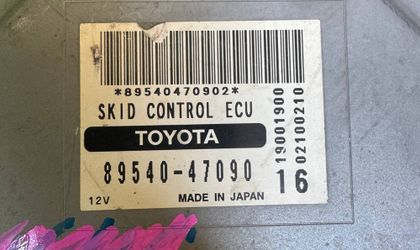 *89540470902*
SKID CONTROL ECU
TOYOTA
89540-47090
19001900
02100210
12V MADE IN JAPAN 16